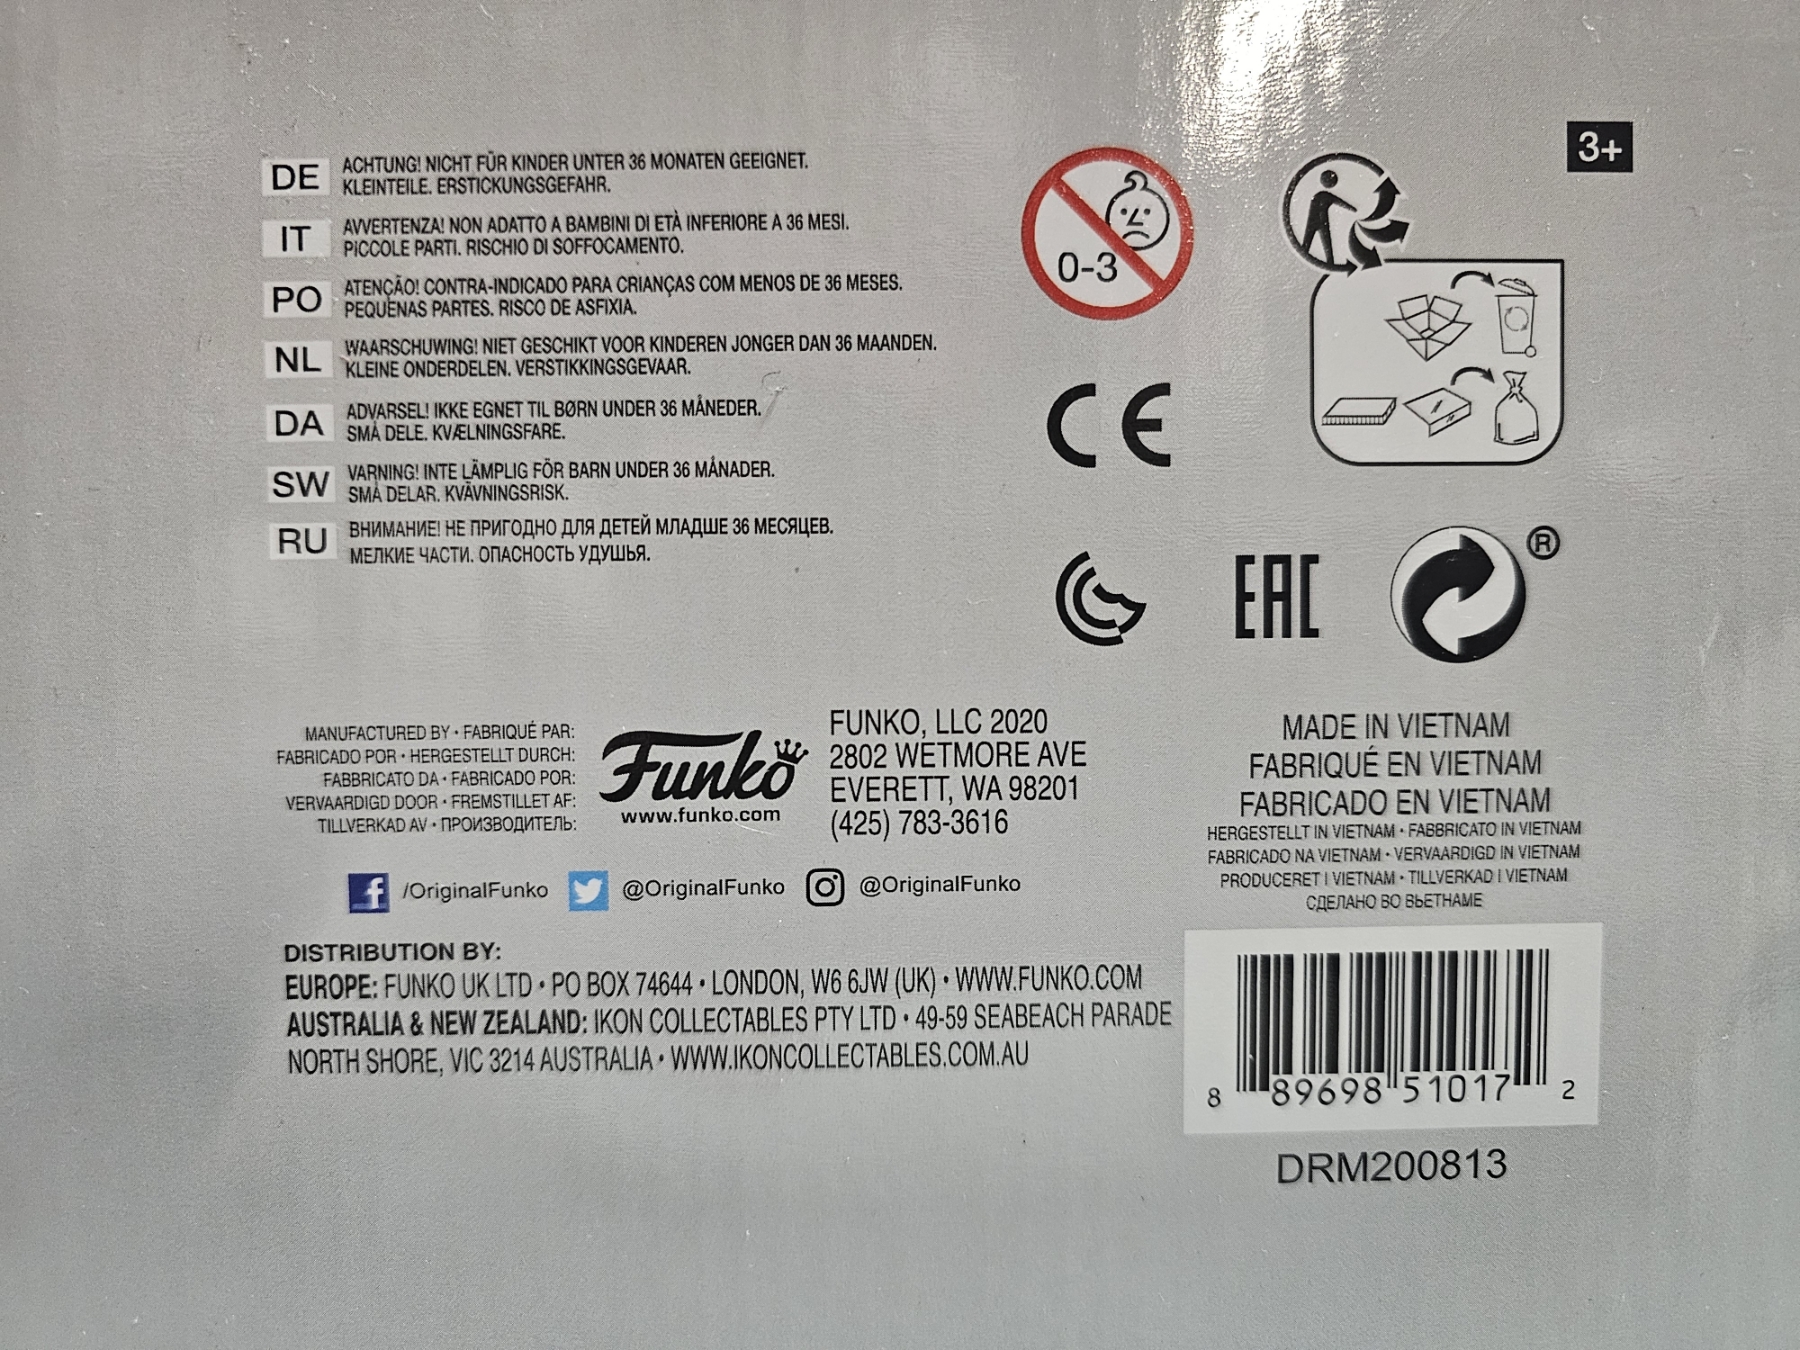 3+
DE ACHTUNG! NICHT FÜR KINDER UNTER 36 MONATEN GEEIGNET.
KLEINTEILE. ERSTICKUNGSGEFAHR.
IT AVVERTENZA! NON ADATTO A BAMBINI DI ETÀ INFERIORE A 36 MESI.
PICCOLE PARTI. RISCHIO DI SOFFOCAMENTO.
PO ATENÇÃO! CONTRA-INDICADO PARA CRIANÇAS COM MENOS DE 36 MESES.
PEQUENAS PARTES. RISCO DE ASFIXIA.
NL WAARSCHUWING! NIET GESCHIKT VOOR KINDEREN JONGER DAN 36 MAANDEN.
KLEINE ONDERDELEN. VERSTIKKINGSGEVAAR.
DA ADVARSEL! IKKE EGNET TIL BØRN UNDER 36 MÅNEDER.
SMÅ DELE. KVÆLNINGSFARE.
SW VARNING! INTE LÄMPLIG FÖR BARN UNDER 36 MÅNADER.
SMÅ DELAR. KVÄVNINGSRISK.
RU ВНИМАНИЕ! НЕ ПРИГОДНО ДЛЯ ДЕТЕЙ МЛАДШЕ 36 МЕСЯЦЕВ.
МЕЛКИЕ ЧАСТИ. ОПАСНОСТЬ УДУШЬЯ.
0-3
CE
EAC
®
MANUFACTURED BY • FABRIQUÉ PAR:
FABRICADO POR • HERGESTELLT DURCH:
FABBRICATO DA • FABRICADO POR:
VERVAARDIGD DOOR • FREMSTILLET AF:
TILLVERKAD AV • ПРОИЗВОДИТЕЛЬ:
Funko
www.funko.com
FUNKO, LLC 2020
2802 WETMORE AVE
EVERETT, WA 98201
(425) 783-3616
MADE IN VIETNAM
FABRIQUÉ EN VIETNAM
FABRICADO EN VIETNAM
HERGESTELLT IN VIETNAM • FABBRICATO IN VIETNAM
FABRICADO NA VIETNAM • VERVAARDIGD IN VIETNAM
PRODUCERET I VIETNAM • TILLVERKAD I VIETNAM
СДЕЛАНО ВО ВЬЕТНАМЕ
f /OriginalFunko @OriginalFunko @OriginalFunko
DISTRIBUTION BY:
EUROPE: FUNKO UK LTD • PO BOX 74644 • LONDON, W6 6JW (UK) • WWW.FUNKO.COM
AUSTRALIA & NEW ZEALAND: IKON COLLECTABLES PTY LTD • 49-59 SEABEACH PARADE
NORTH SHORE, VIC 3214 AUSTRALIA • WWW.IKONCOLLECTABLES.COM.AU
8 89698 51017 2
DRM200813